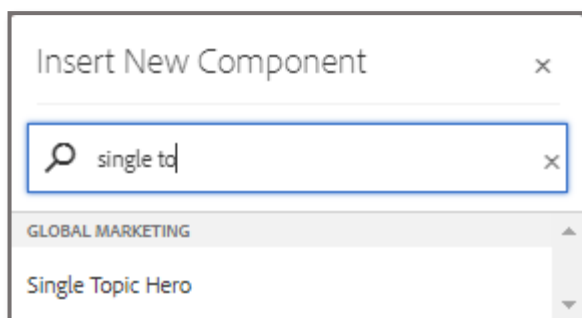 Insert New Component
single to
GLOBAL MARKETING
Single Topic Hero